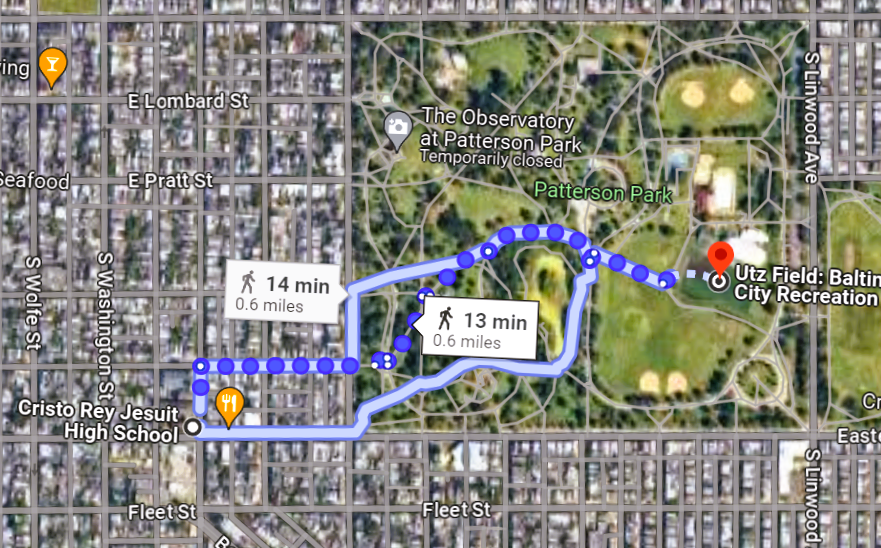 ving
E Lombard St
S Linwood Ave
The Observatory
at Patterson Park
Temporarily closed
Seafood
E Pratt St
Patterson Park
S Wolfe St
S Washington St
14 min
0.6 miles
Utz Field: Baltin
City Recreation
13 min
0.6 miles
Cristo Rey Jesuit
High School
Cr
Easte
S Linwood
Fleet St
Fleet St
B